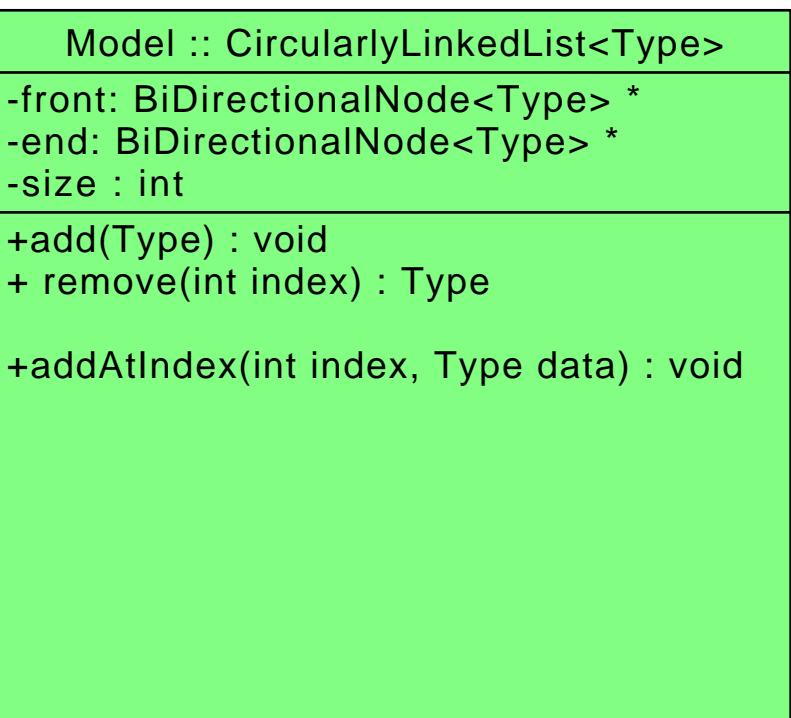 Model :: CircularlyLinkedList<Type>
-front: BiDirectionalNode<Type> *
-end: BiDirectionalNode<Type> *
-size : int
+add(Type) : void
+ remove(int index) : Type
+addAtIndex(int index, Type data) : void